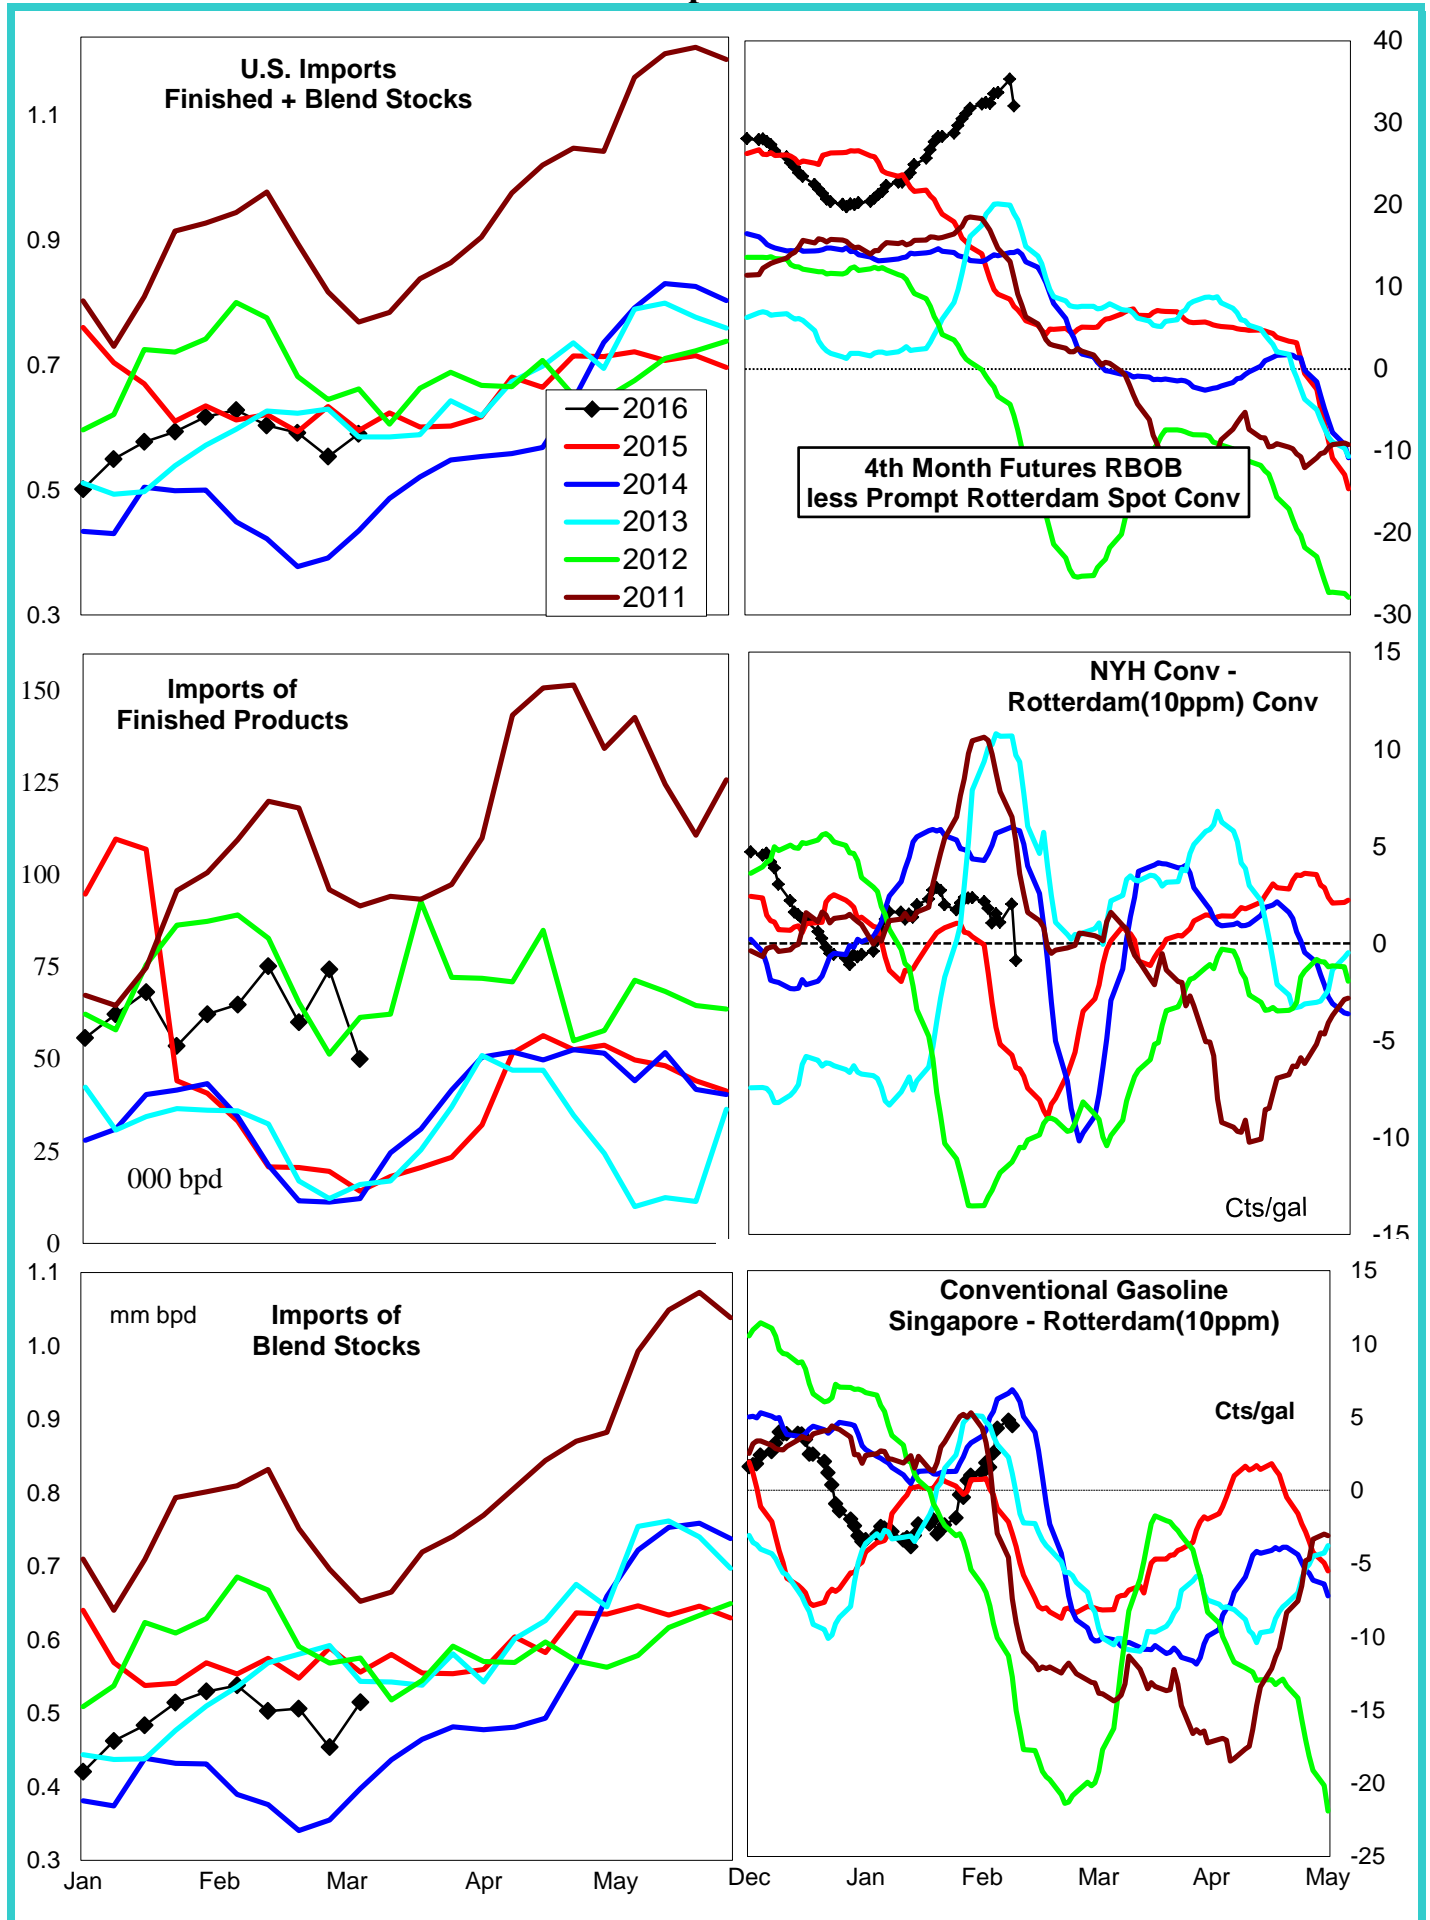 U.S. Imports
Finished + Blend Stocks
1.1
0.9
0.7
0.5
0.3
2016
2015
2014
2013
2012
2011
40
30
20
10
0
-10
-20
-30
4th Month Futures RBOB
less Prompt Rotterdam Spot Conv
Imports of
Finished Products
150
125
100
75
50
25
0
000 bpd
NYH Conv -
Rotterdam(10ppm) Conv
15
10
5
0
-5
-10
-15
Cts/gal
mm bpd
Imports of
Blend Stocks
1.1
1.0
0.9
0.8
0.7
0.6
0.5
0.4
0.3
Jan Feb Mar Apr May
Conventional Gasoline
Singapore - Rotterdam(10ppm)
Cts/gal
15
10
5
0
-5
-10
-15
-20
-25
Dec Jan Feb Mar Apr May